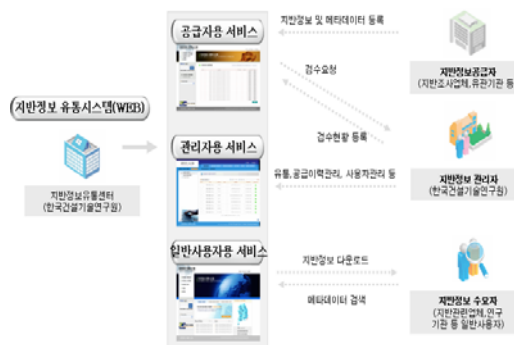 공급자용 서비스
지반정보 및 메타데이터 등록
검수요청
지반정보공급자
(지반조사업체,유관기관 등)
지반정보 유통시스템(WEB)
지반정보유통센터
(한국건설기술연구원)
관리자용 서비스
검수현황 등록
유통,공급이력관리, 사용자관리 등
지반정보 관리자
(한국건설기술연구원)
일반사용자용 서비스
지반정보 다운로드
메타데이터 검색
지반정보 수요자
(지반관련업체,연구
기관 등 일반사용자)